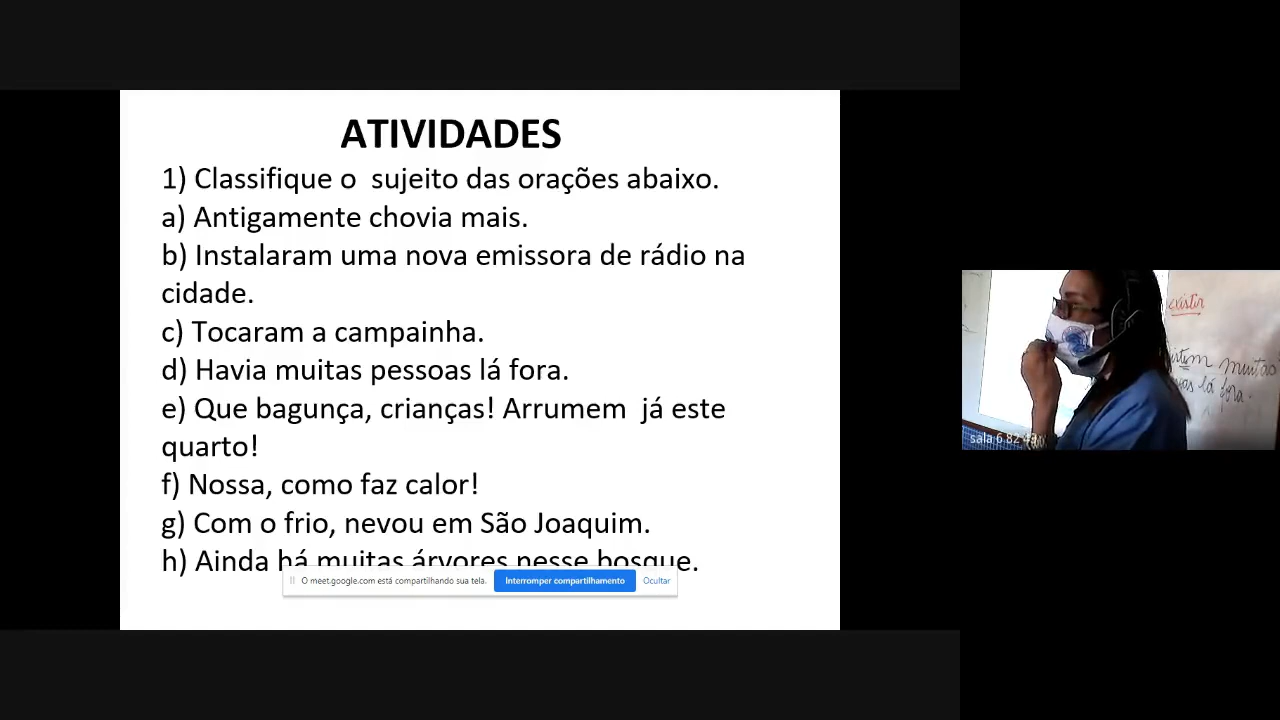 ATIVIDADES
1) Classifique o  sujeito das orações abaixo.
a) Antigamente chovia mais.
b) Instalaram uma nova emissora de rádio na
cidade.
c) Tocaram a campainha.
d) Havia muitas pessoas lá fora.
e) Que bagunça, crianças! Arrumem  já este
quarto!
f) Nossa, como faz calor!
g) Com o frio, nevou em São Joaquim.
h) Ainda há muitas árvores nesse bosque.
O meet.google.com está compartilhando sua tela. Interromper compartilhamento Ocultar
existir
lá fora.